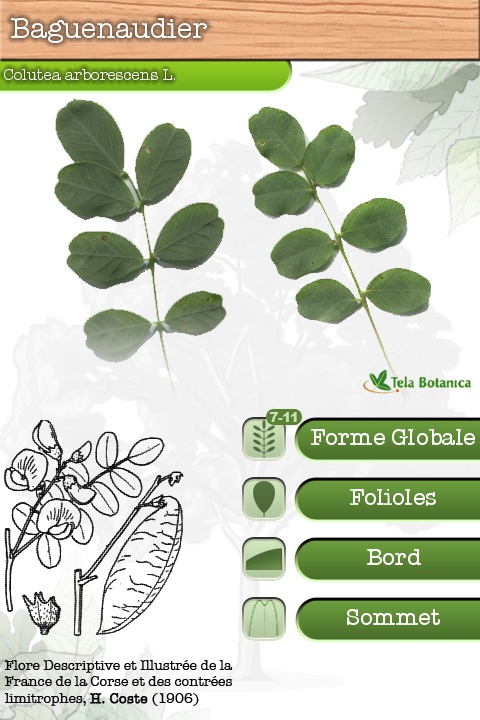 Baguenaudier
Colutea arborescens L.
Tela Botanica
7-11
Forme Globale
Folioles
Bord
Sommet
Flore Descriptive et Illustrée de la
France de la Corse et des contrées
limitrophes, H. Coste (1906)